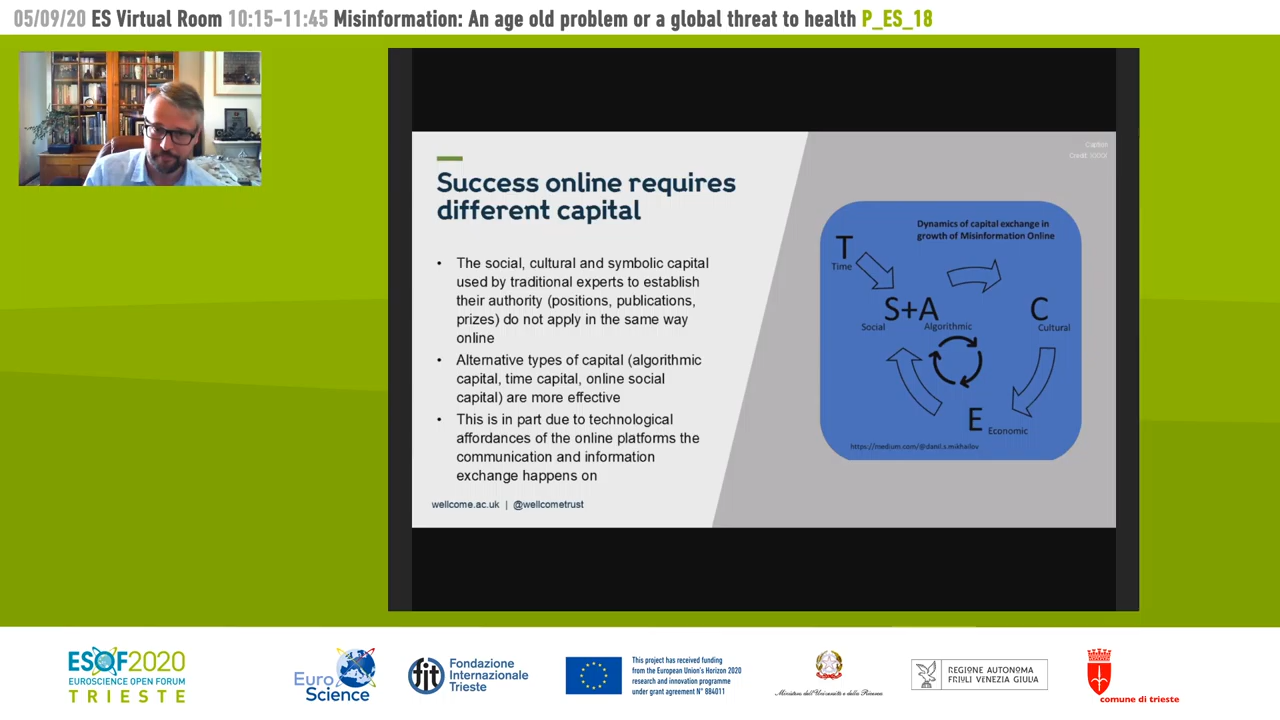 05/09/20 ES Virtual Room 10:15-11:45 Misinformation: An age old problem or a global threat to health P_ES_18
Caption
Success online requires
different capital
• The social, cultural and symbolic capital
used by traditional experts to establish
their authority (positions, publications,
prizes) do not apply in the same way
online
• Alternative types of capital (algorithmic
capital, time capital, online social
capital) are more effective
• This is in part due to technological
affordances of the online platforms the
communication and information
exchange happens on
wellcome.ac.uk | @wellcometrust
Dynamics of capital exchange in
growth of Misinformation Online
T
Time
S+A
Social Algorithmic
C
Cultural
E
Economic
https://medium.com/@danil.s.mikhailov
ESOF2020
EUROSCIENCE OPEN FORUM
TRIESTE
Euro
Science
fit
Fondazione
Internazionale
Trieste
This project has received funding
from the European Union's Horizon 2020
research and innovation programme
under grant agreement N° 884011
Ministero dell'Università e della Ricerca
REGIONE AUTONOMA
FRIULI VENEZIA GIULIA
comune di trieste